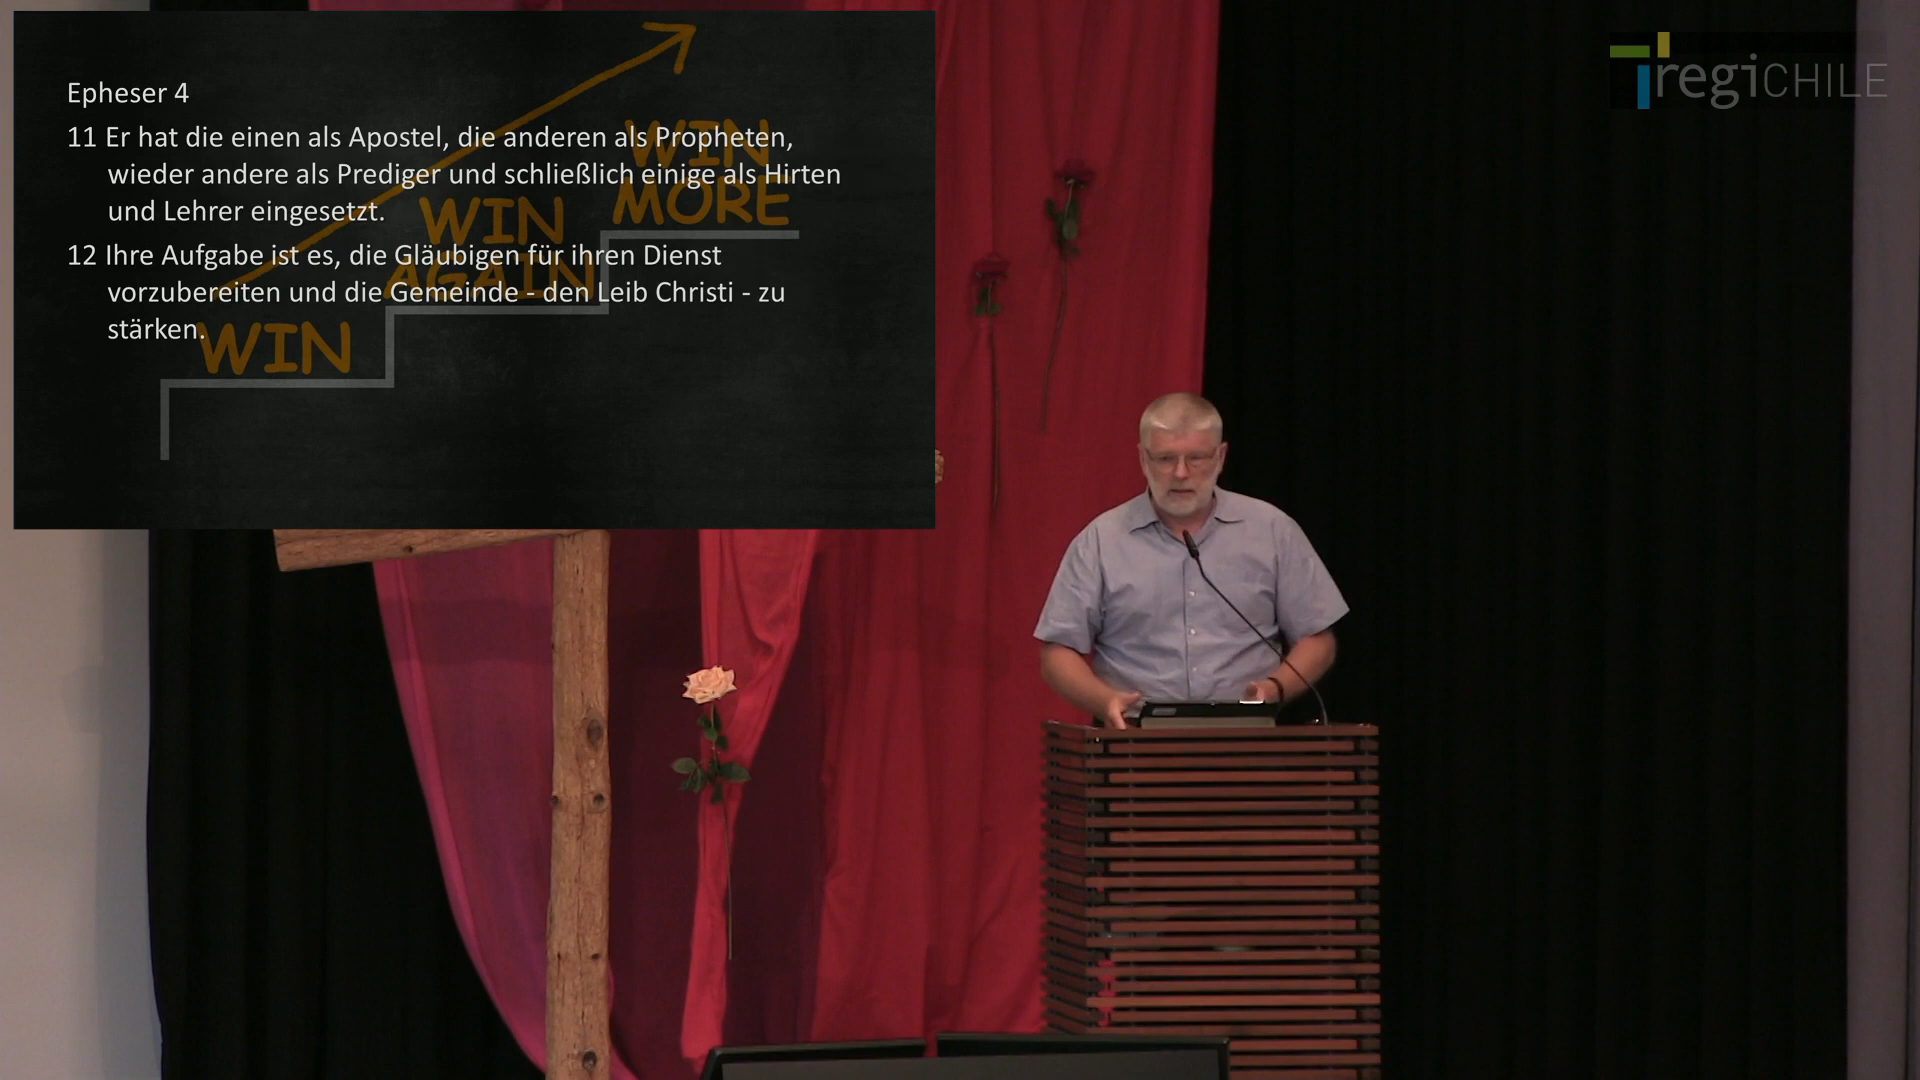 Epheser 4
11 Er hat die einen als Apostel, die anderen als Propheten,
wieder andere als Prediger und schließlich einige als Hirten
und Lehrer eingesetzt.
12 Ihre Aufgabe ist es, die Gläubigen für ihren Dienst
vorzubereiten und die Gemeinde - den Leib Christi - zu
stärken.
WIN
MORE
WIN
AGAIN
WIN
regiCHILE